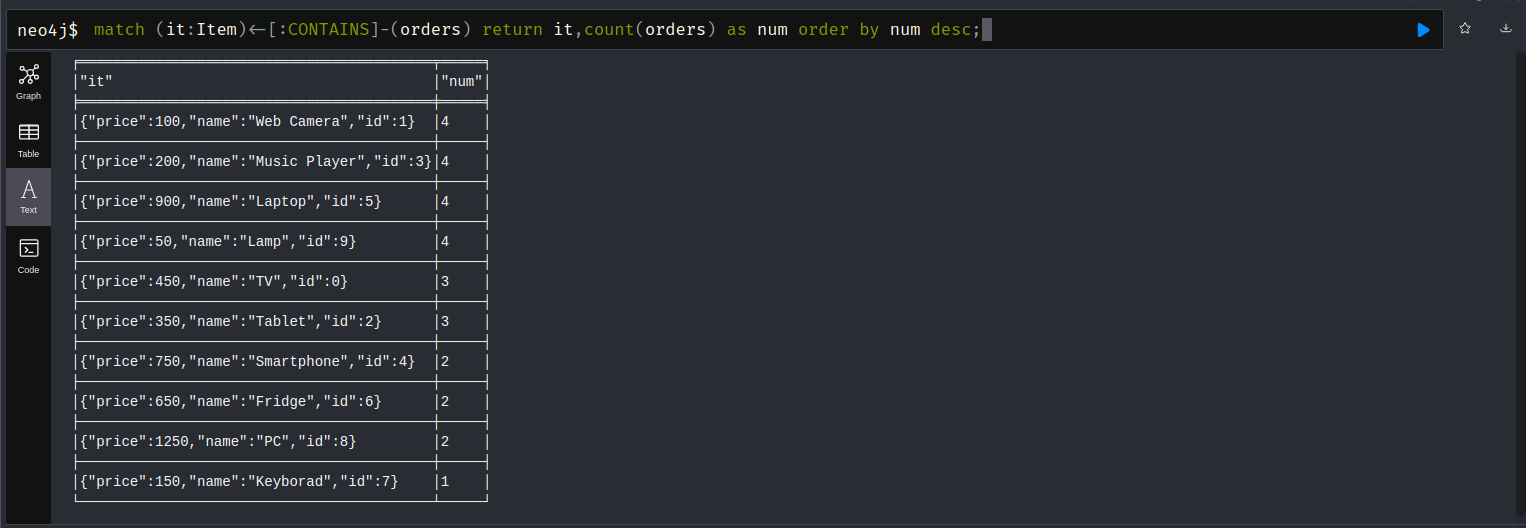 neo4j$ match (it:Item)<-[:CONTAINS]-(orders) return it,count(orders) as num order by num desc;
Graph
Table
Text
Code
"it" "num"
{"price":100,"name":"Web Camera","id":1} 4
{"price":200,"name":"Music Player","id":3} 4
{"price":900,"name":"Laptop","id":5} 4
{"price":50,"name":"Lamp","id":9} 4
{"price":450,"name":"TV","id":0} 3
{"price":350,"name":"Tablet","id":2} 3
{"price":750,"name":"Smartphone","id":4} 2
{"price":650,"name":"Fridge","id":6} 2
{"price":1250,"name":"PC","id":8} 2
{"price":150,"name":"Keyborad","id":7} 1